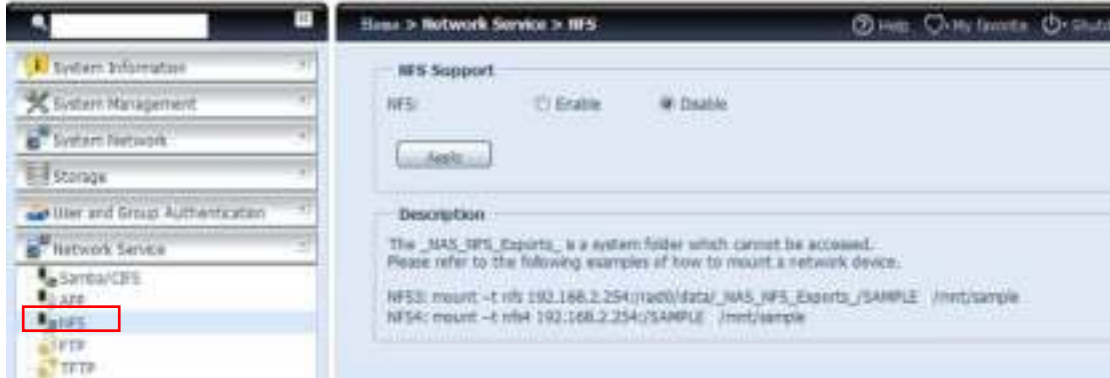 Home > Network Service > NFS
Help My favorite
System Information
System Management
System Network
Storage
User and Group Authentication
Network Service
Samba/CIFS
AFP
NFS
FTP
TFTP
NFS Support
NFS: Enable Disable
Apply
Description
The _NAS_NFS_Exports_ is a system folder which cannot be accessed.
Please refer to the following examples of how to mount a network device.
NFS3: mount -t nfs 192.168.2.254:/raid0/data/_NAS_NFS_Exports_/SAMPLE /mnt/sample
NFS4: mount -t nfs4 192.168.2.254:/SAMPLE /mnt/sample